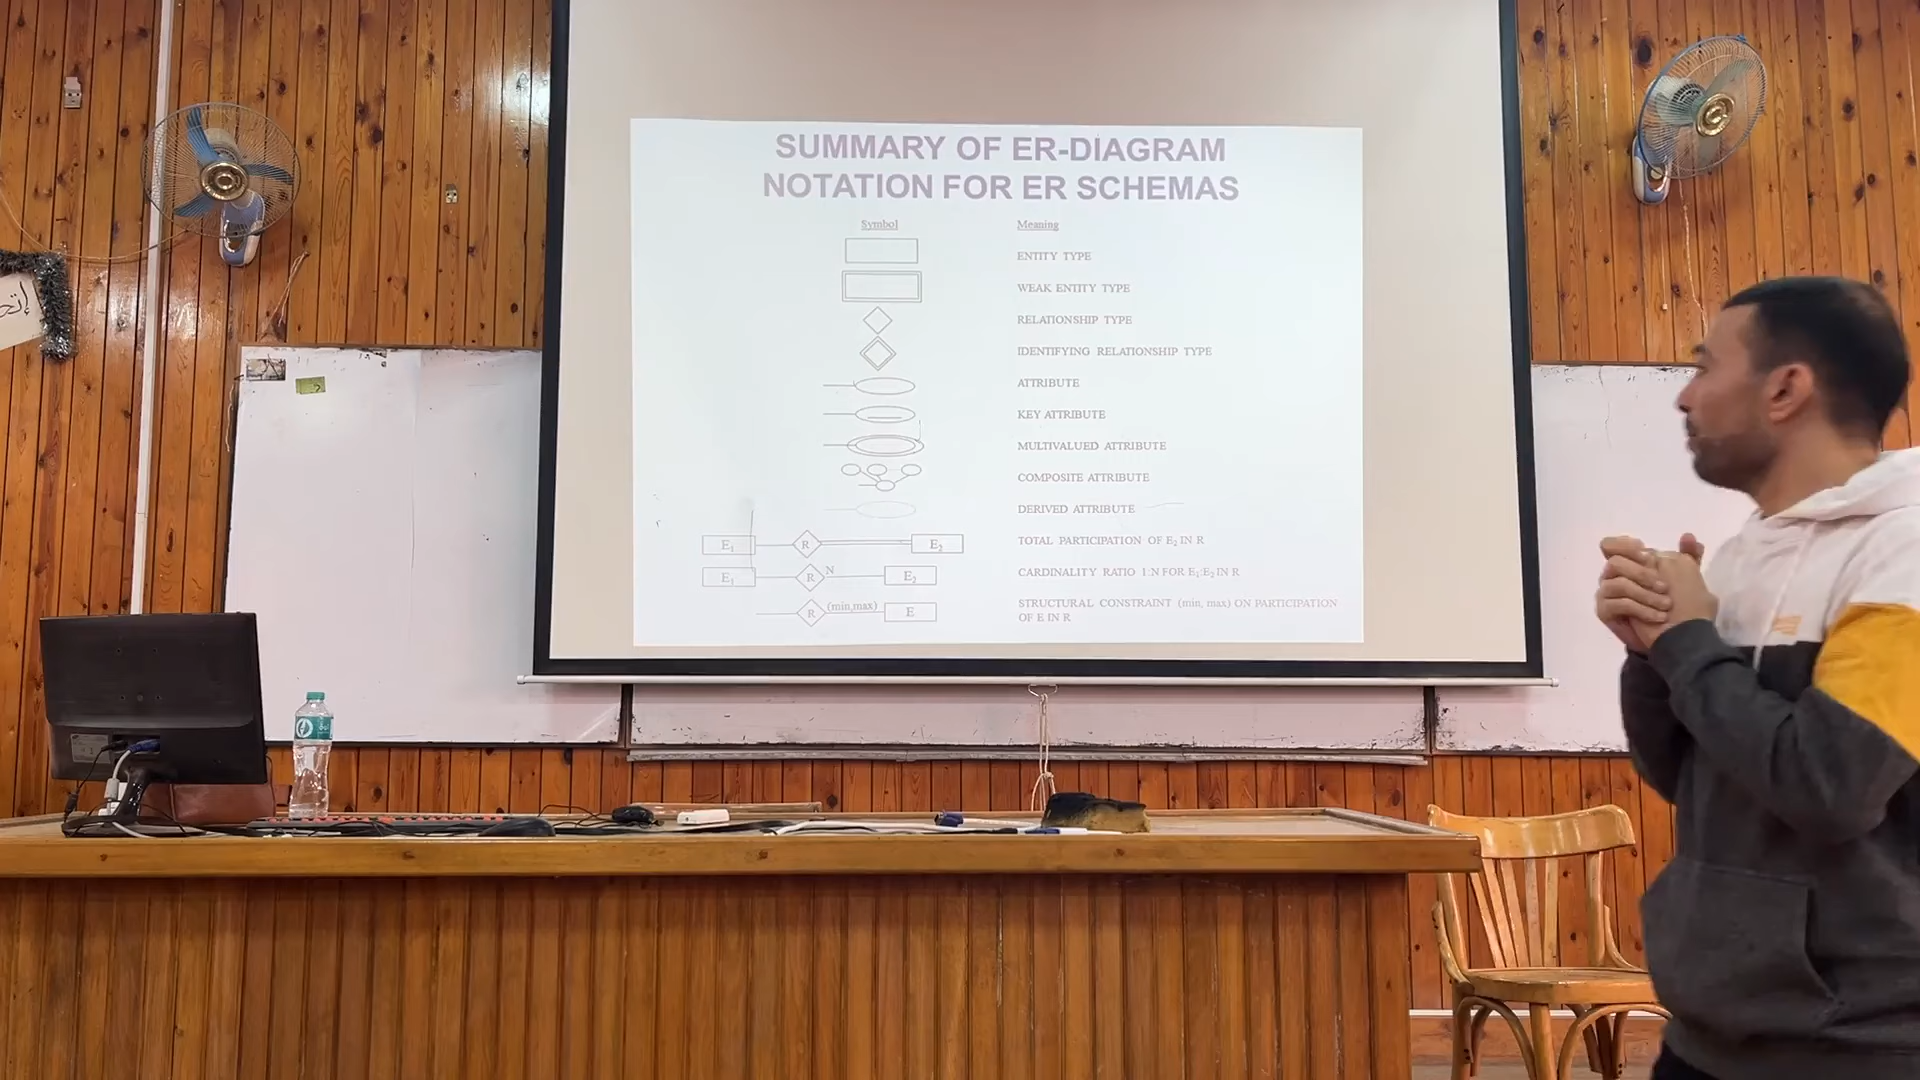 SUMMARY OF ER-DIAGRAM
NOTATION FOR ER SCHEMAS
Symbol Meaning
ENTITY TYPE
WEAK ENTITY TYPE
RELATIONSHIP TYPE
IDENTIFYING RELATIONSHIP TYPE
ATTRIBUTE
KEY ATTRIBUTE
MULTIVALUED ATTRIBUTE
COMPOSITE ATTRIBUTE
DERIVED ATTRIBUTE
E₁ R E₂ TOTAL PARTICIPATION OF E₂ IN R
E₁ R N E₂ CARDINALITY RATIO 1:N FOR E₁:E₂ IN R
R (min,max) E STRUCTURAL CONSTRAINT (min, max) ON PARTICIPATION
OF E IN R